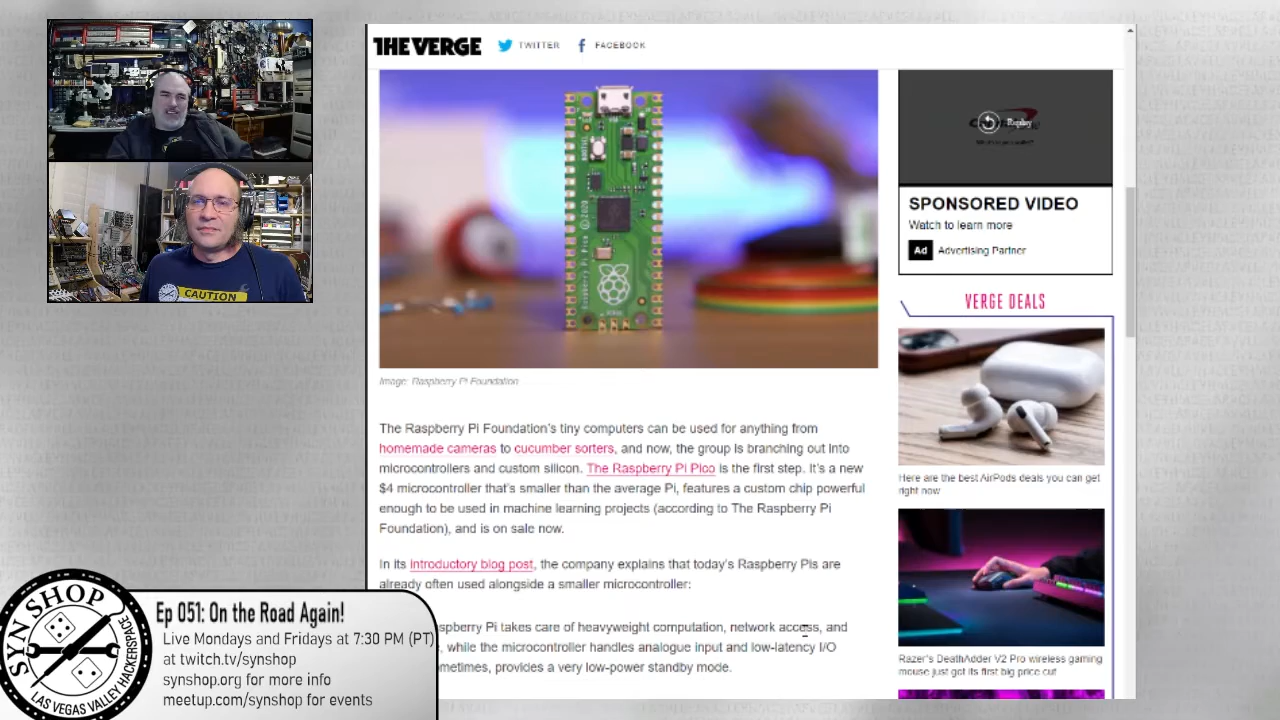 THE VERGE
TWITTER
FACEBOOK
Replay
SPONSORED VIDEO
Watch to learn more
Ad Advertising Partner
VERGE DEALS
Raspberry Pi Pico © 2020
Image: Raspberry Pi Foundation
The Raspberry Pi Foundation's tiny computers can be used for anything from
homemade cameras to cucumber sorters, and now, the group is branching out into
microcontrollers and custom silicon. The Raspberry Pi Pico is the first step. It's a new
$4 microcontroller that's smaller than the average Pi, features a custom chip powerful
enough to be used in machine learning projects (according to The Raspberry Pi
Foundation), and is on sale now.
In its introductory blog post, the company explains that today's Raspberry Pis are
already often used alongside a smaller microcontroller:
spberry Pi takes care of heavyweight computation, network access, and
, while the microcontroller handles analogue input and low-latency I/O
metimes, provides a very low-power standby mode.
Here are the best AirPods deals you can get
right now
Razer's DeathAdder V2 Pro wireless gaming
mouse just got its first big price cut
CAUTION
SYN SHOP
LAS VEGAS VALLEY HACKERSPACE
Ep 051: On the Road Again!
Live Mondays and Fridays at 7:30 PM (PT)
at twitch.tv/synshop
synshop.org for more info
meetup.com/synshop for events